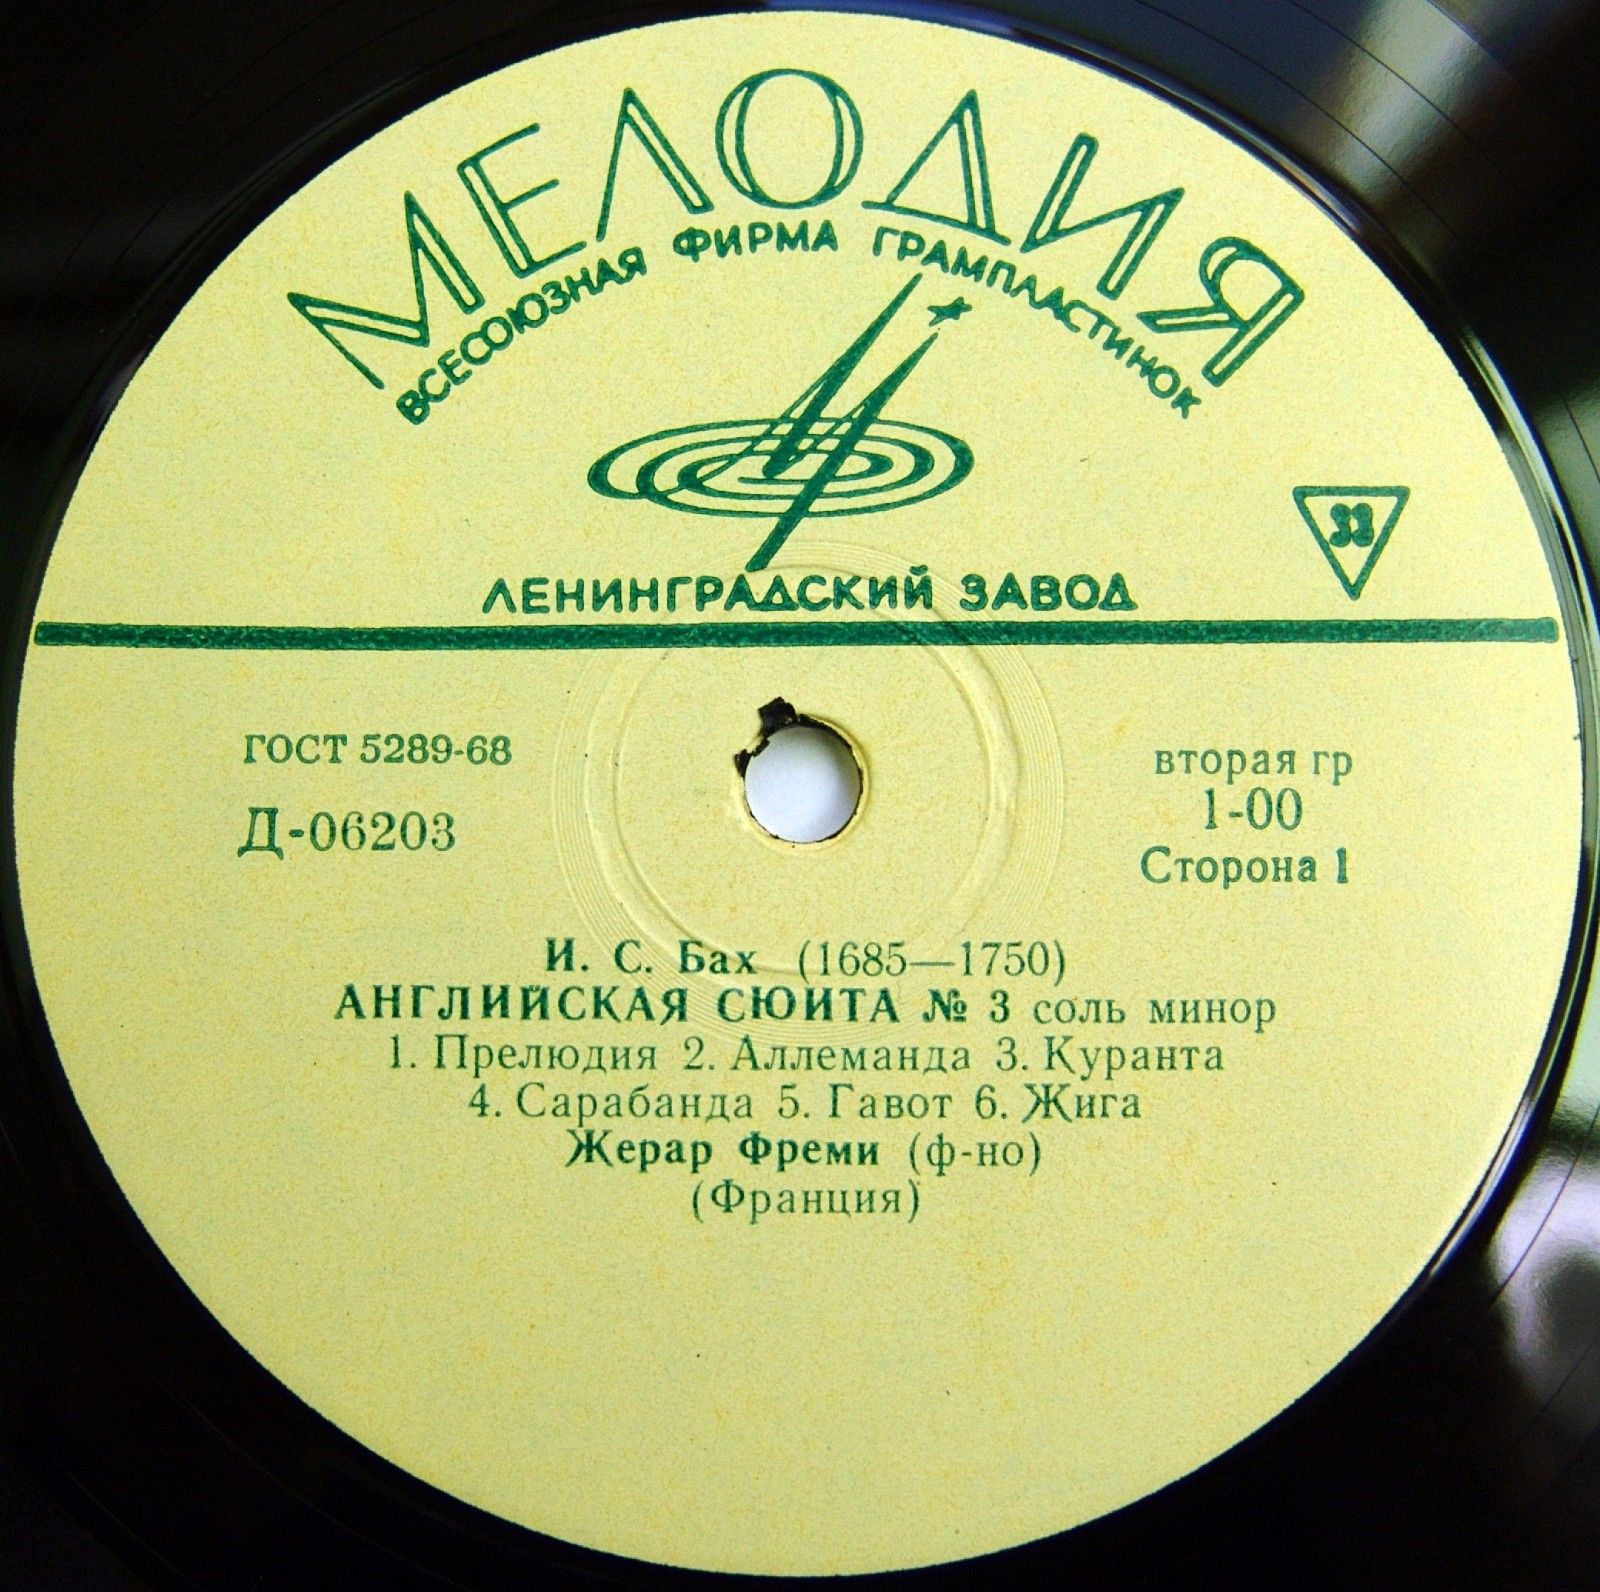 МЕЛОДИЯ
ВСЕСОЮЗНАЯ ФИРМА ГРАМПЛАСТИНОК
33
ЛЕНИНГРАДСКИЙ ЗАВОД
ГОСТ 5289-68
Д-06203
вторая гр
1-00
Сторона 1
И. С. Бах (1685—1750)
АНГЛИЙСКАЯ СЮИТА № 3 соль минор
1. Прелюдия 2. Аллеманда 3. Куранта
4. Сарабанда 5. Гавот 6. Жига
Жерар Фреми (ф-но)
(Франция)